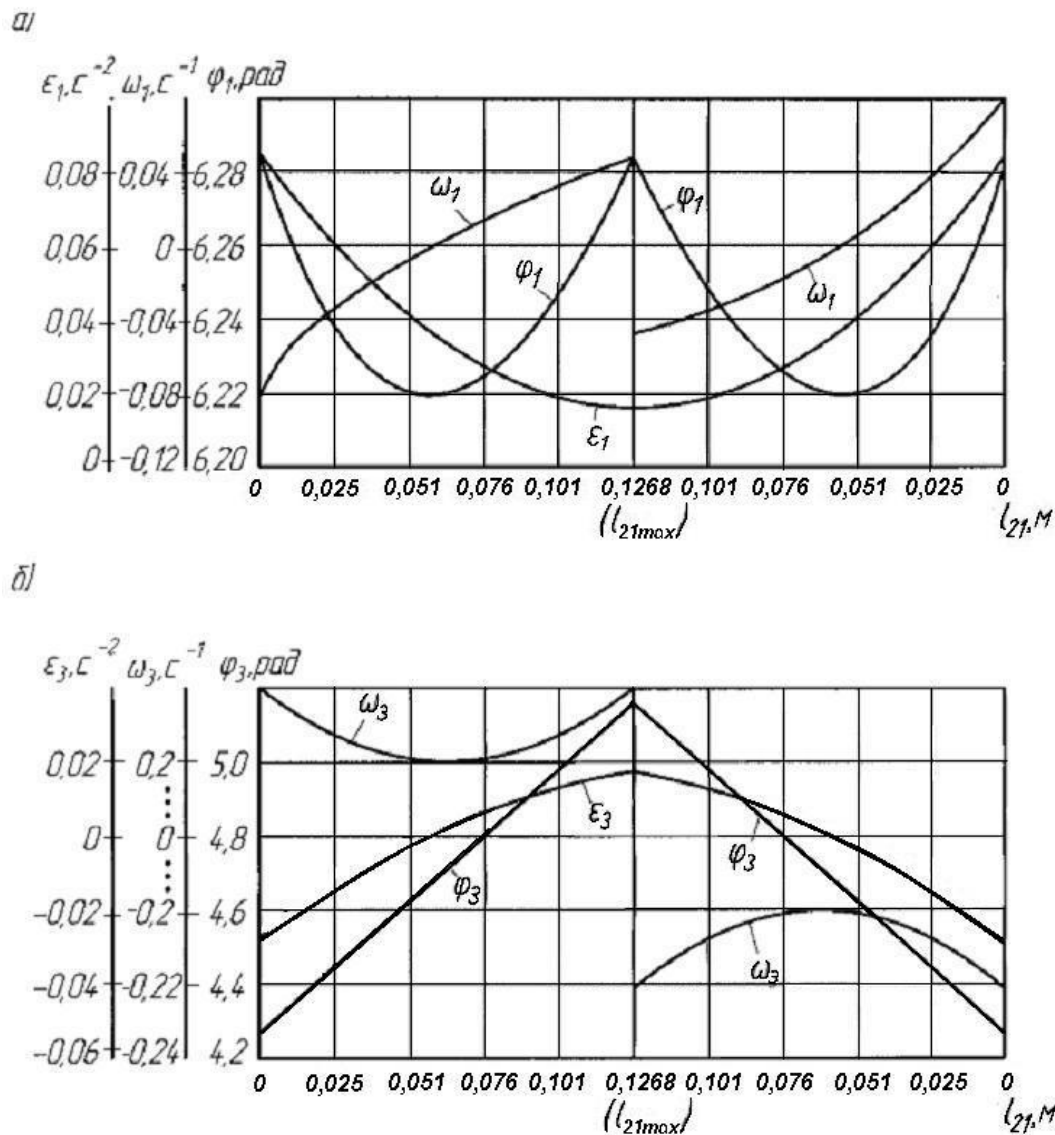 а)
ε₁,с⁻² ω₁,с⁻¹ φ₁,рад
0,08 0,04 6,28
0,06 0 6,26
0,04 -0,04 6,24
0,02 -0,08 6,22
0 -0,12 6,20
ω₁ φ₁ φ₁ ω₁ ε₁
0 0,025 0,051 0,076 0,101 0,1268 0,101 0,076 0,051 0,025 0
(l₂₁max) l₂₁,м
б)
ε₃,с⁻² ω₃,с⁻¹ φ₃,рад
0,02 0,2 5,0
0 0 4,8
-0,02 -0,2 4,6
-0,04 -0,22 4,4
-0,06 -0,24 4,2
ω₃ ε₃ φ₃ φ₃ ω₃
0 0,025 0,051 0,076 0,101 0,1268 0,101 0,076 0,051 0,025 0
(l₂₁max) l₂₁,м